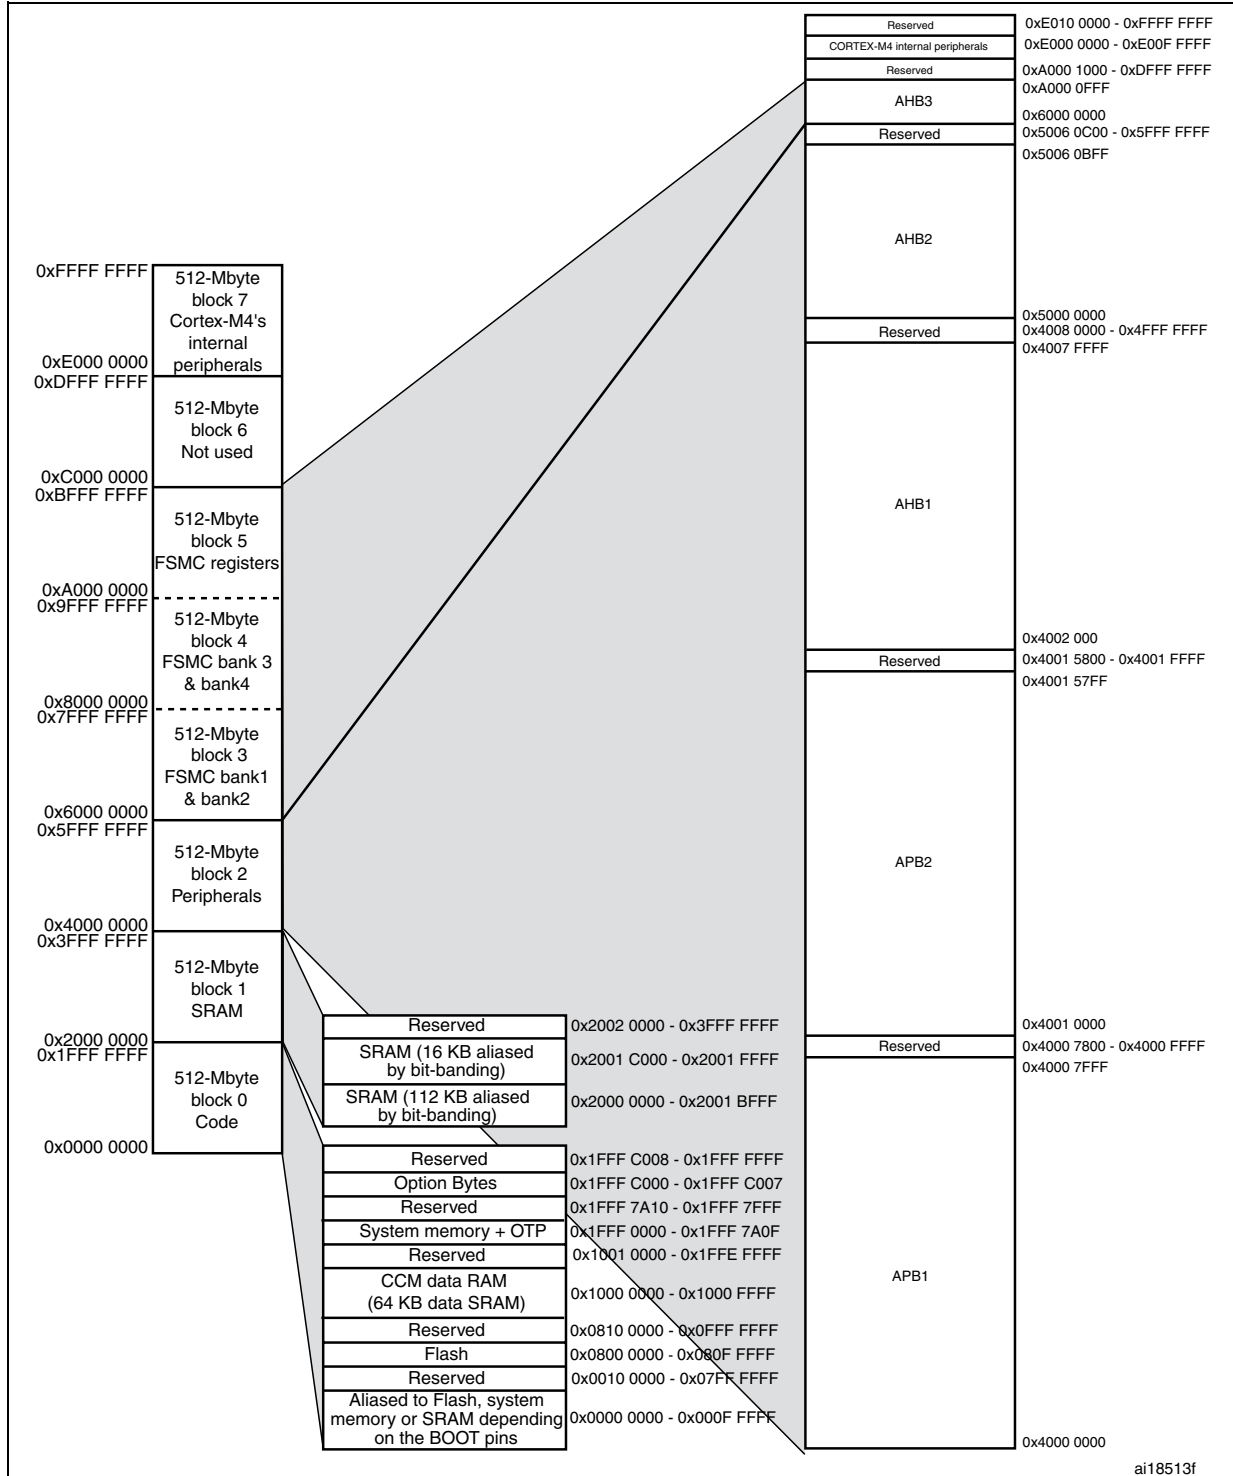 0xFFFF FFFF
512-Mbyte
block 7
Cortex-M4's
internal
peripherals
0xE000 0000
0xDFFF FFFF
512-Mbyte
block 6
Not used
0xC000 0000
0xBFFF FFFF
512-Mbyte
block 5
FSMC registers
0xA000 0000
0x9FFF FFFF
512-Mbyte
block 4
FSMC bank 3
& bank4
0x8000 0000
0x7FFF FFFF
512-Mbyte
block 3
FSMC bank1
& bank2
0x6000 0000
0x5FFF FFFF
512-Mbyte
block 2
Peripherals
0x4000 0000
0x3FFF FFFF
512-Mbyte
block 1
SRAM
0x2000 0000
0x1FFF FFFF
512-Mbyte
block 0
Code
0x0000 0000
Reserved 0x2002 0000 - 0x3FFF FFFF
SRAM (16 KB aliased
by bit-banding)
0x2001 C000 - 0x2001 FFFF
SRAM (112 KB aliased
by bit-banding)
0x2000 0000 - 0x2001 BFFF
Reserved 0x1FFF C008 - 0x1FFF FFFF
Option Bytes 0x1FFF C000 - 0x1FFF C007
Reserved 0x1FFF 7A10 - 0x1FFF 7FFF
System memory + OTP 0x1FFF 0000 - 0x1FFF 7A0F
Reserved 0x1001 0000 - 0x1FFE FFFF
CCM data RAM
(64 KB data SRAM)
0x1000 0000 - 0x1000 FFFF
Reserved 0x0810 0000 - 0x0FFF FFFF
Flash 0x0800 0000 - 0x080F FFFF
Reserved 0x0010 0000 - 0x07FF FFFF
Aliased to Flash, system
memory or SRAM depending
on the BOOT pins
0x0000 0000 - 0x000F FFFF
Reserved 0xE010 0000 - 0xFFFF FFFF
CORTEX-M4 internal peripherals 0xE000 0000 - 0xE00F FFFF
Reserved 0xA000 1000 - 0xDFFF FFFF
0xA000 0FFF
AHB3
0x6000 0000
Reserved 0x5006 0C00 - 0x5FFF FFFF
0x5006 0BFF
AHB2
0x5000 0000
Reserved 0x4008 0000 - 0x4FFF FFFF
0x4007 FFFF
AHB1
0x4002 000
Reserved 0x4001 5800 - 0x4001 FFFF
0x4001 57FF
APB2
0x4001 0000
Reserved 0x4000 7800 - 0x4000 FFFF
0x4000 7FFF
APB1
0x4000 0000
ai18513f